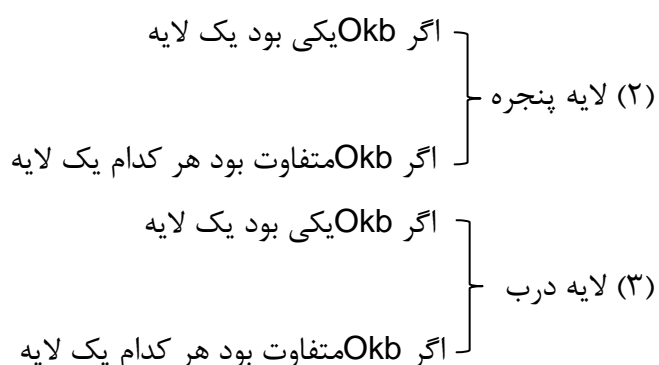 اگر Okbیکی بود یک لایه
(۲) لایه پنجره
اگر Okbمتفاوت بود هر کدام یک لایه
اگر Okbیکی بود یک لایه
(۳) لایه درب
اگر Okbمتفاوت بود هر کدام یک لایه